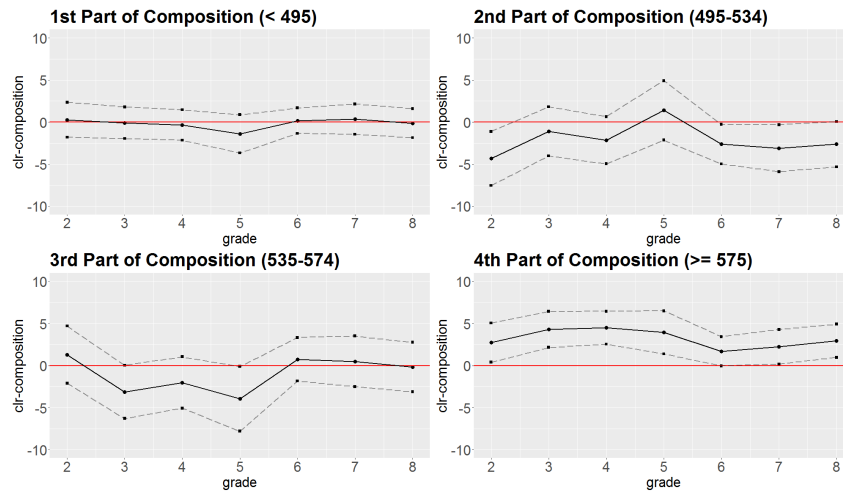 1st Part of Composition (< 495)
10
5
0
-5
-10
clr-composition
2 3 4 5 6 7 8
grade
2nd Part of Composition (495-534)
10
5
0
-5
-10
clr-composition
2 3 4 5 6 7 8
grade
3rd Part of Composition (535-574)
10
5
0
-5
-10
clr-composition
2 3 4 5 6 7 8
grade
4th Part of Composition (>= 575)
10
5
0
-5
-10
clr-composition
2 3 4 5 6 7 8
grade